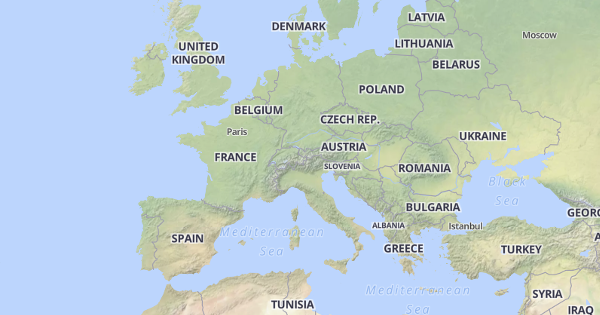 LATVIA
DENMARK
Moscow
LITHUANIA
UNITED
KINGDOM
BELARUS
POLAND
BELGIUM
CZECH REP.
Paris
UKRAINE
AUSTRIA
FRANCE
SLOVENIA
ROMANIA
Black
Sea
BULGARIA
GEORG
ALBANIA
Istanbul
Mediterranean
Sea
SPAIN
A
GREECE
TURKEY
Mediterranean
Sea
SYRIA
TUNISIA
IRAQ